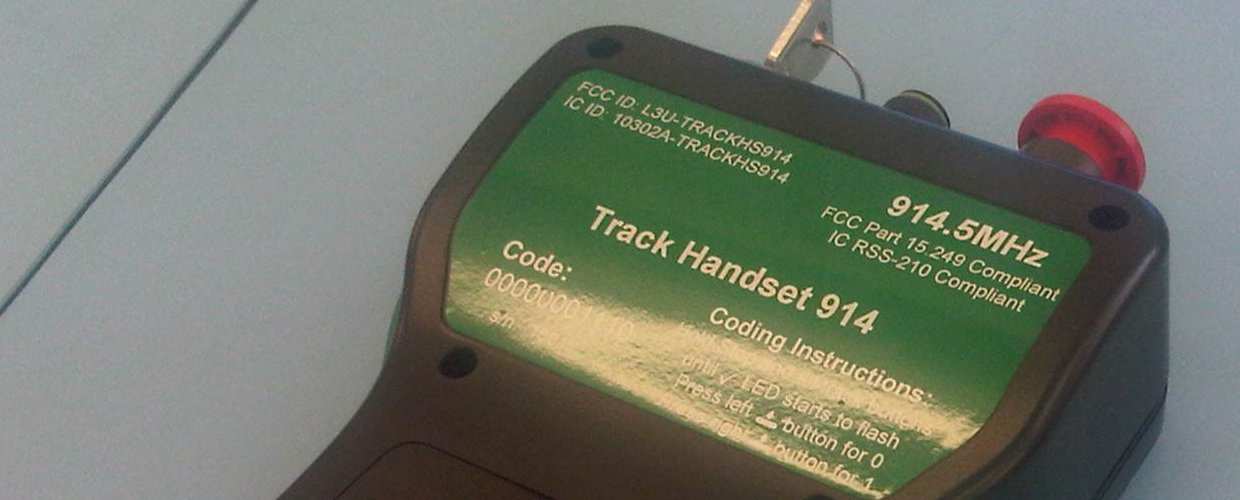 FCC ID: L3U-TRACKHS914
IC ID: 10302A-TRACKHS914
914.5MHz
FCC Part 15.249 Compliant
IC RSS-210 Compliant
Track Handset 914
Code:
s/n
Coding Instructions:
until ✓ LED starts to flash
Press left button for 0
right button for 1